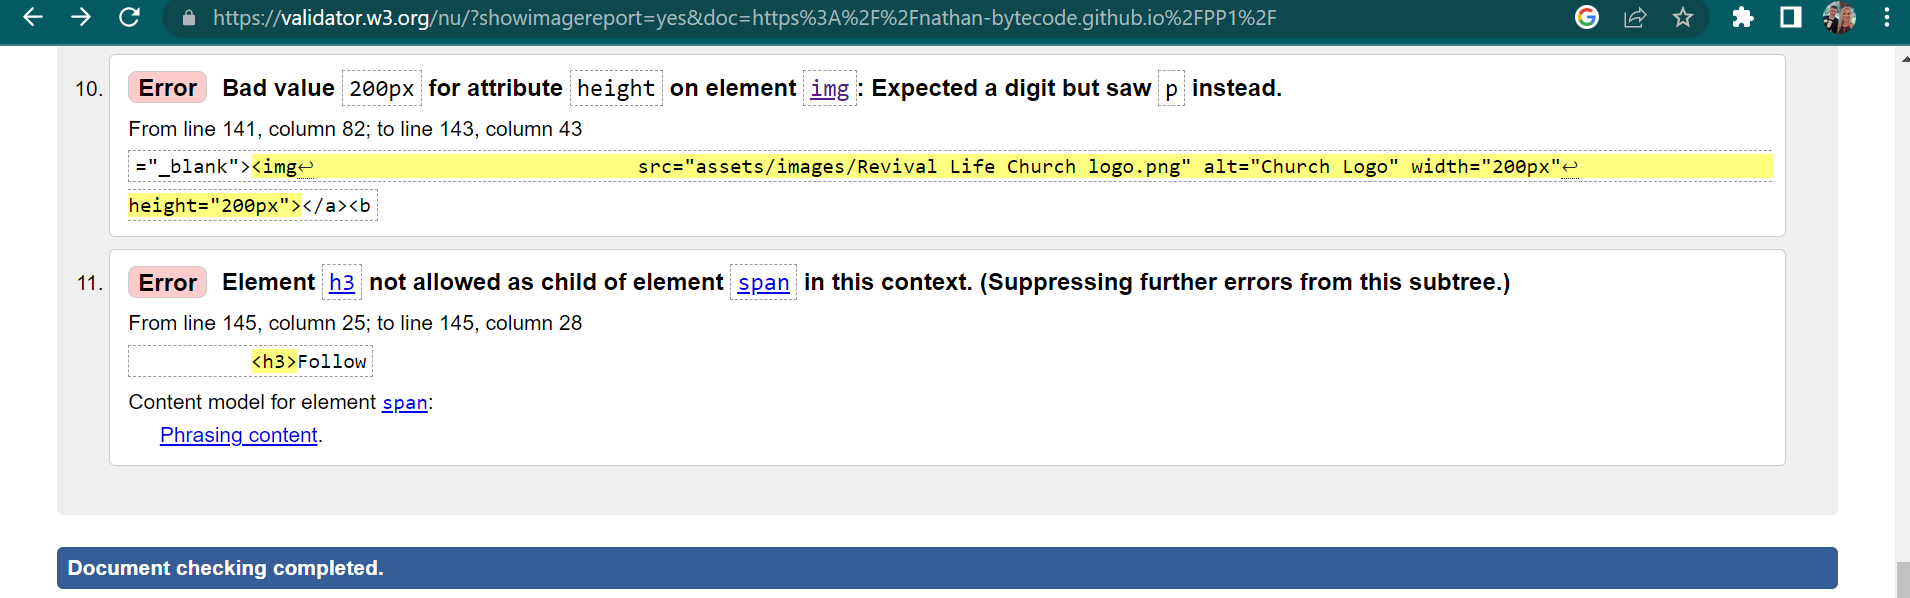 https://validator.w3.org/nu/?showimagereport=yes&doc=https%3A%2F%2Fnathan-bytecode.github.io%2FPP1%2F
10. Error Bad value 200px for attribute height on element img: Expected a digit but saw p instead.
From line 141, column 82; to line 143, column 43
="_blank"><img↩ src="assets/images/Revival Life Church logo.png" alt="Church Logo" width="200px"↩
height="200px"></a><b
11. Error Element h3 not allowed as child of element span in this context. (Suppressing further errors from this subtree.)
From line 145, column 25; to line 145, column 28
<h3>Follow
Content model for element span:
Phrasing content.
Document checking completed.